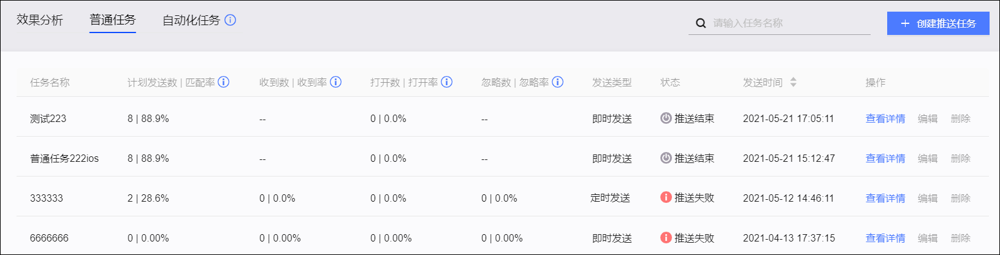 效果分析 普通任务 自动化任务 请输入任务名称 + 创建推送任务
任务名称 计划发送数 | 匹配率 收到数 | 收到率 打开数 | 打开率 忽略数 | 忽略率 发送类型 状态 发送时间 操作
测试223 8 | 88.9% -- 0 | 0.0% -- 即时发送 推送结束 2021-05-21 17:05:11 查看详情 编辑 删除
普通任务222ios 8 | 88.9% -- 0 | 0.0% -- 即时发送 推送结束 2021-05-21 15:12:47 查看详情 编辑 删除
333333 2 | 28.6% 0 | 0.0% 0 | 0.0% 0 | 0.0% 定时发送 推送失败 2021-05-12 14:46:11 查看详情 编辑 删除
6666666 0 | 0.00% 0 | 0.00% 0 | 0.00% 0 | 0.00% 即时发送 推送失败 2021-04-13 17:37:15 查看详情 编辑 删除